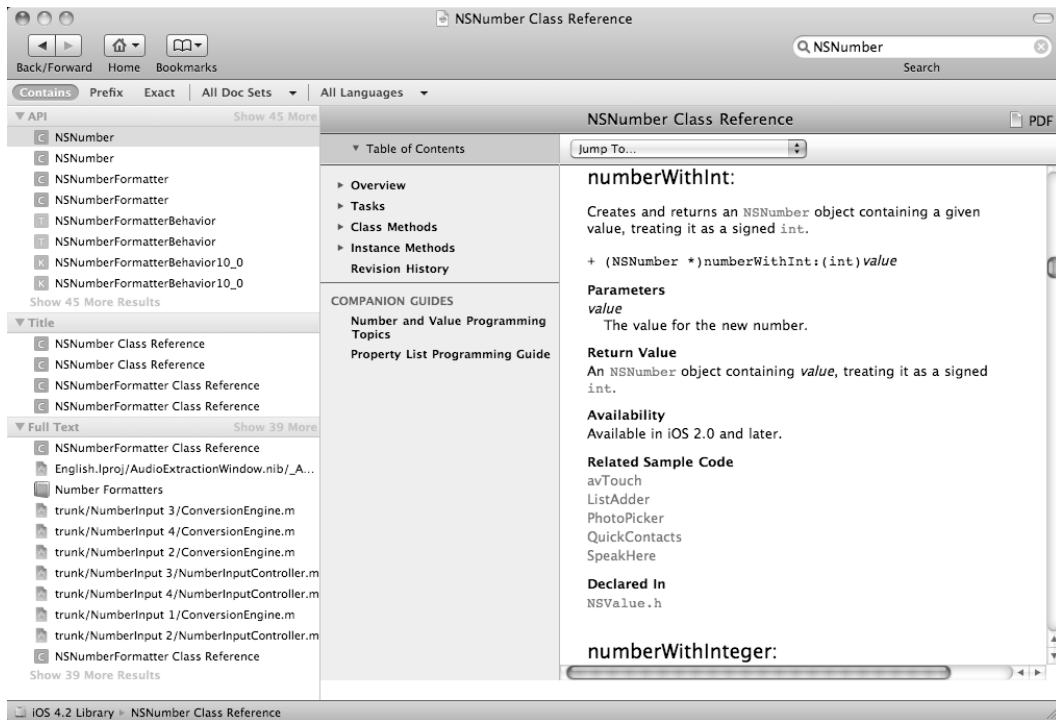 NSNumber Class Reference
NSNumber
Back/Forward Home Bookmarks
Search
Contains Prefix Exact All Doc Sets All Languages
API Show 45 More
NSNumber
NSNumber
NSNumberFormatter
NSNumberFormatter
T NSNumberFormatterBehavior
T NSNumberFormatterBehavior
K NSNumberFormatterBehavior10_0
K NSNumberFormatterBehavior10_0
Show 45 More Results
Title
C NSNumber Class Reference
C NSNumber Class Reference
C NSNumberFormatter Class Reference
C NSNumberFormatter Class Reference
Full Text Show 39 More
C NSNumberFormatter Class Reference
English.lproj/AudioExtractionWindow.nib/_A...
Number Formatters
trunk/NumberInput 3/ConversionEngine.m
trunk/NumberInput 4/ConversionEngine.m
trunk/NumberInput 2/ConversionEngine.m
trunk/NumberInput 3/NumberInputController.m
trunk/NumberInput 4/NumberInputController.m
trunk/NumberInput 1/ConversionEngine.m
trunk/NumberInput 2/NumberInputController.m
C NSNumberFormatter Class Reference
Show 39 More Results
NSNumber Class Reference
PDF
Table of Contents
Jump To...
Overview
Tasks
Class Methods
Instance Methods
Revision History
COMPANION GUIDES
Number and Value Programming
Topics
Property List Programming Guide
numberWithInt:
Creates and returns an NSNumber object containing a given
value, treating it as a signed int.
+ (NSNumber *)numberWithInt:(int)value
Parameters
value
The value for the new number.
Return Value
An NSNumber object containing value, treating it as a signed
int.
Availability
Available in iOS 2.0 and later.
Related Sample Code
avTouch
ListAdder
PhotoPicker
QuickContacts
SpeakHere
Declared In
NSValue.h
numberWithInteger:
iOS 4.2 Library NSNumber Class Reference